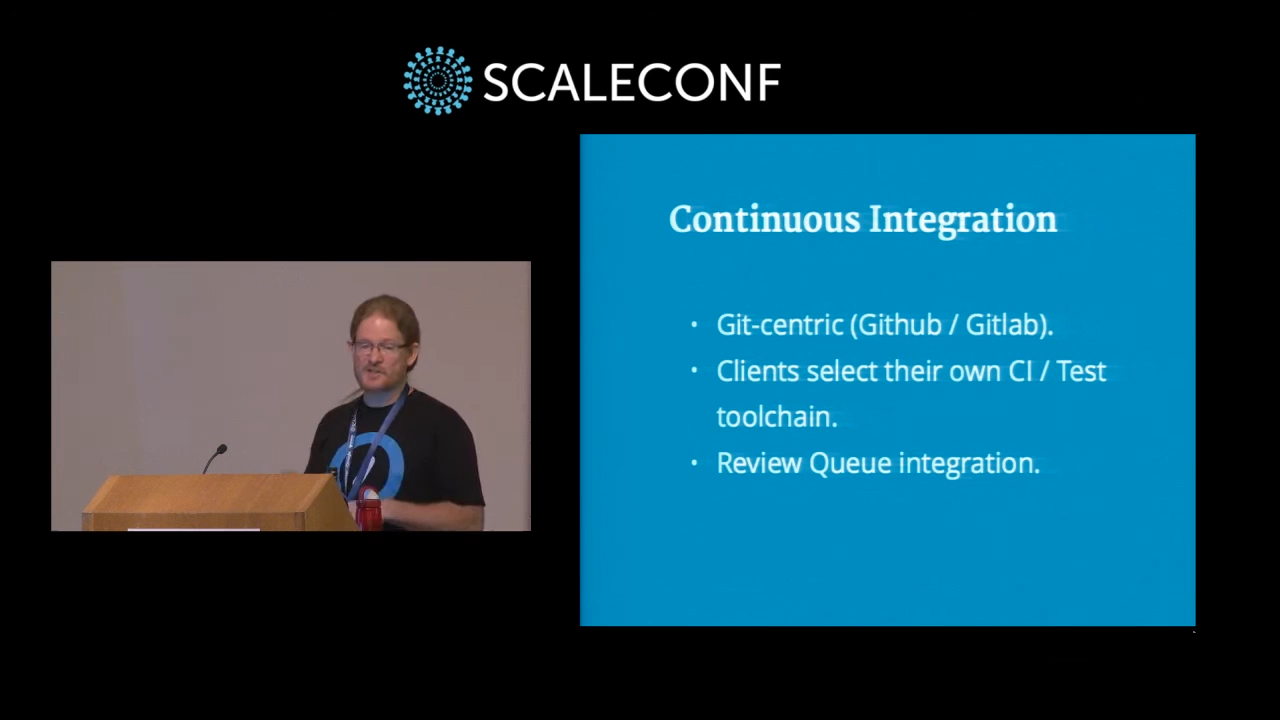 SCALECONF
Continuous Integration
• Git-centric (Github / Gitlab).
• Clients select their own CI / Test
toolchain.
• Review Queue integration.